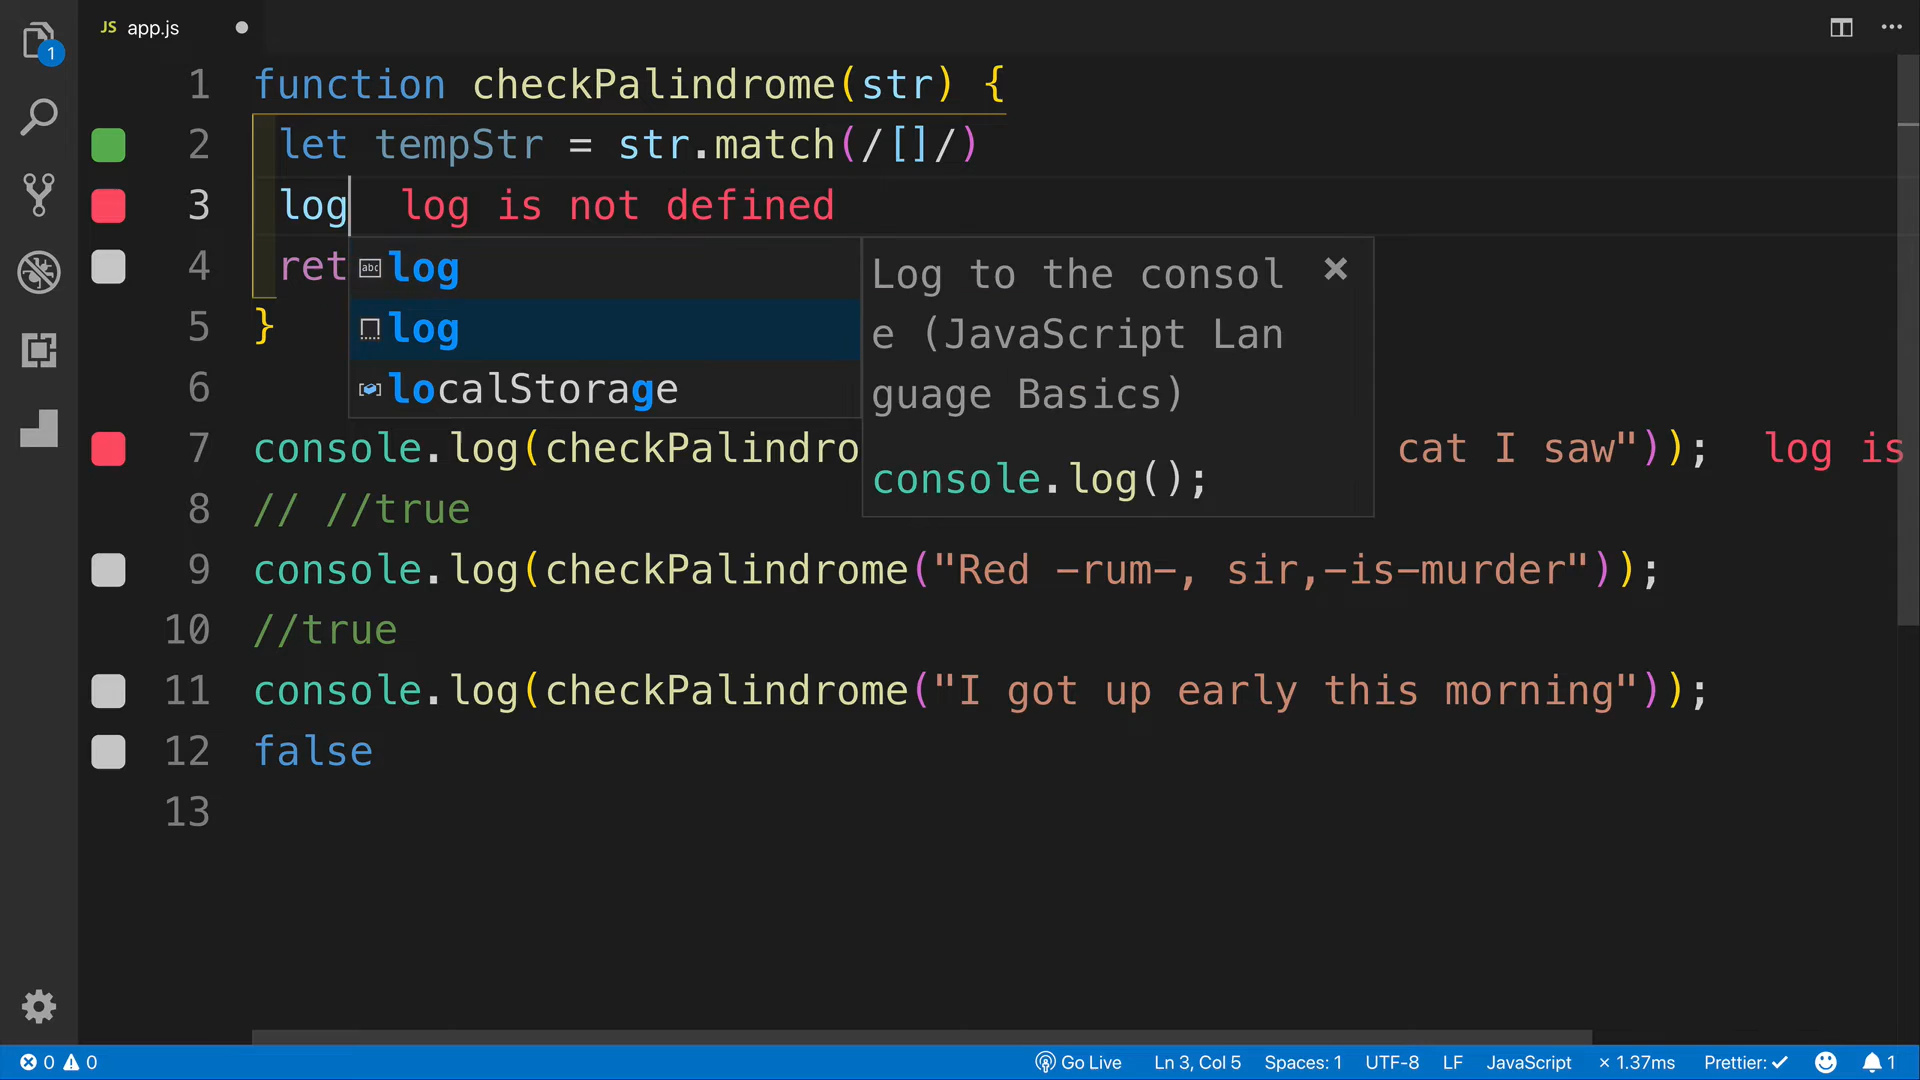 1
JS app.js
1 function checkPalindrome(str) {
2 let tempStr = str.match(/[]/)
3 log log is not defined
4 ret
abc log
log
localStorage
Log to the consol
e (JavaScript Lan
guage Basics)
console.log();
5 }
6
7 console.log(checkPalindro cat I saw")); log is
8 // //true
9 console.log(checkPalindrome("Red -rum-, sir,-is-murder"));
10 //true
11 console.log(checkPalindrome("I got up early this morning"));
12 false
13
0 0 Go Live Ln 3, Col 5 Spaces: 1 UTF-8 LF JavaScript × 1.37ms Prettier: ✓ 1